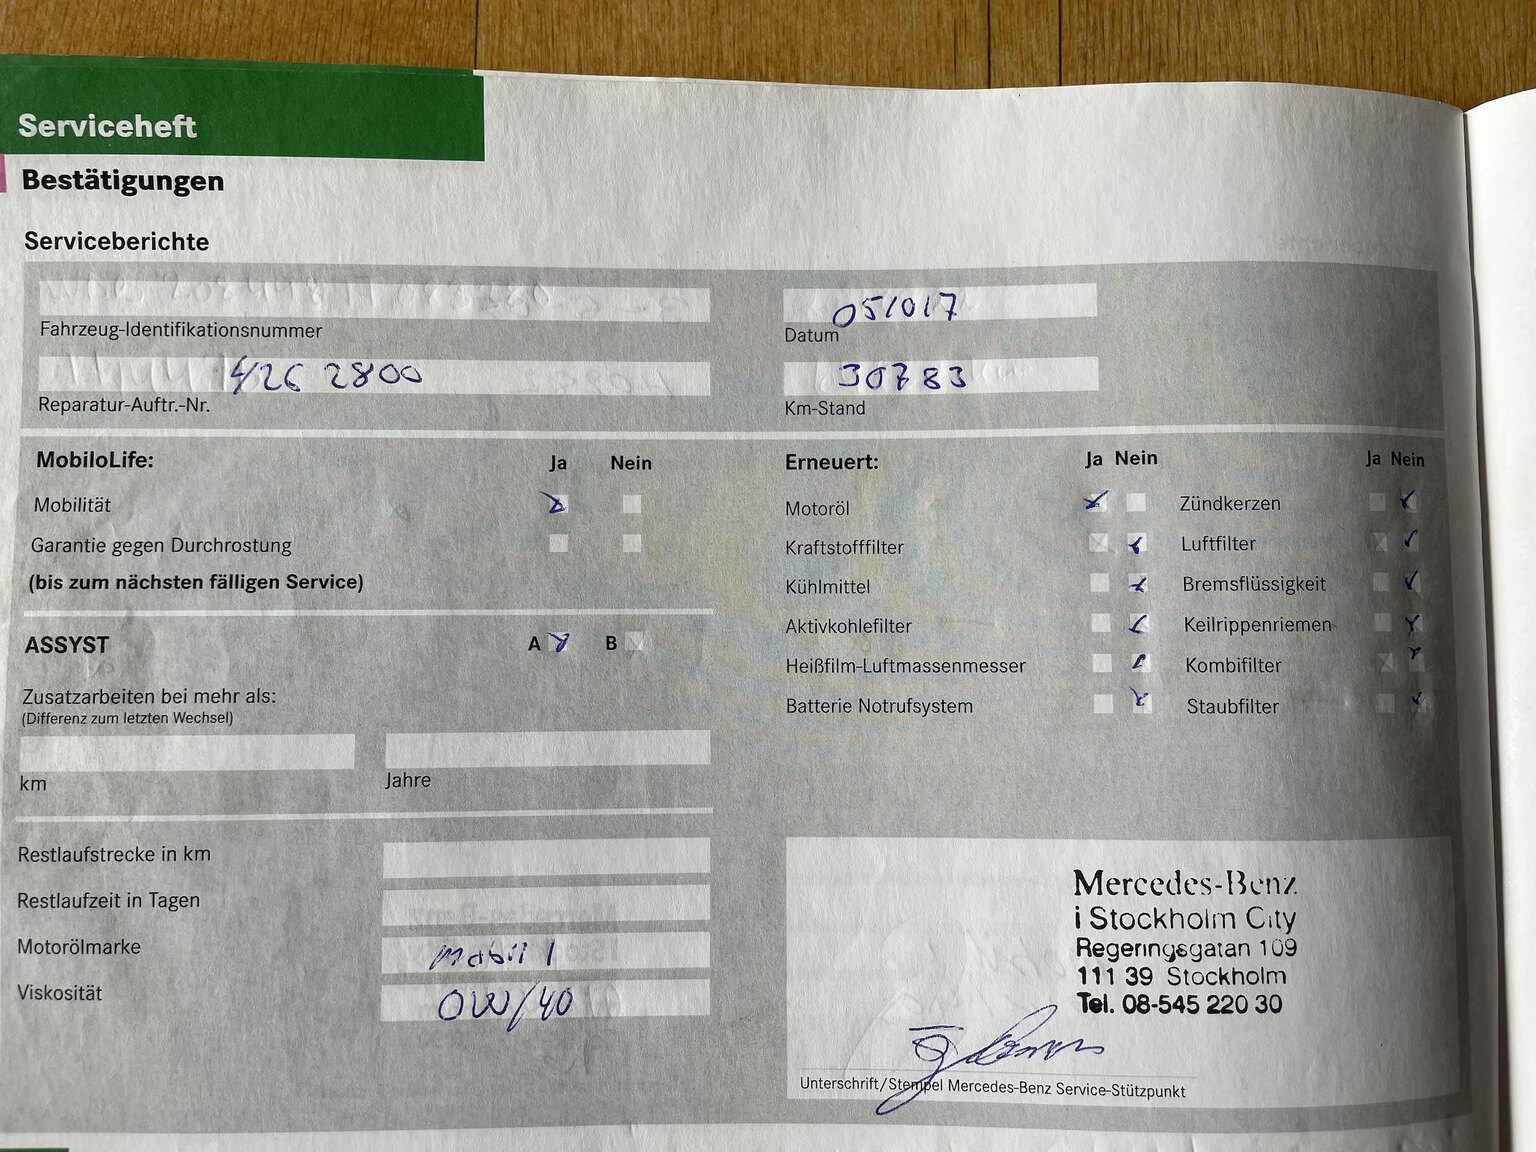 Serviceheft
Bestätigungen
Serviceberichte
Fahrzeug-Identifikationsnummer
051017
Datum
4262800
Reparatur-Auftr.-Nr.
30783
Km-Stand
MobiloLife: Ja Nein
Mobilität
Garantie gegen Durchrostung
(bis zum nächsten fälligen Service)
ASSYST A B
Zusatzarbeiten bei mehr als:
(Differenz zum letzten Wechsel)
km Jahre
Restlaufstrecke in km
Restlaufzeit in Tagen
Motorölmarke Mobil 1
Viskosität 0W/40
Erneuert: Ja Nein Ja Nein
Motoröl Zündkerzen
Kraftstofffilter Luftfilter
Kühlmittel Bremsflüssigkeit
Aktivkohlefilter Keilrippenriemen
Heißfilm-Luftmassenmesser Kombifilter
Batterie Notrufsystem Staubfilter
Mercedes-Benz
i Stockholm City
Regeringsgatan 109
111 39 Stockholm
Tel. 08-545 220 30
Unterschrift/Stempel Mercedes-Benz Service-Stützpunkt